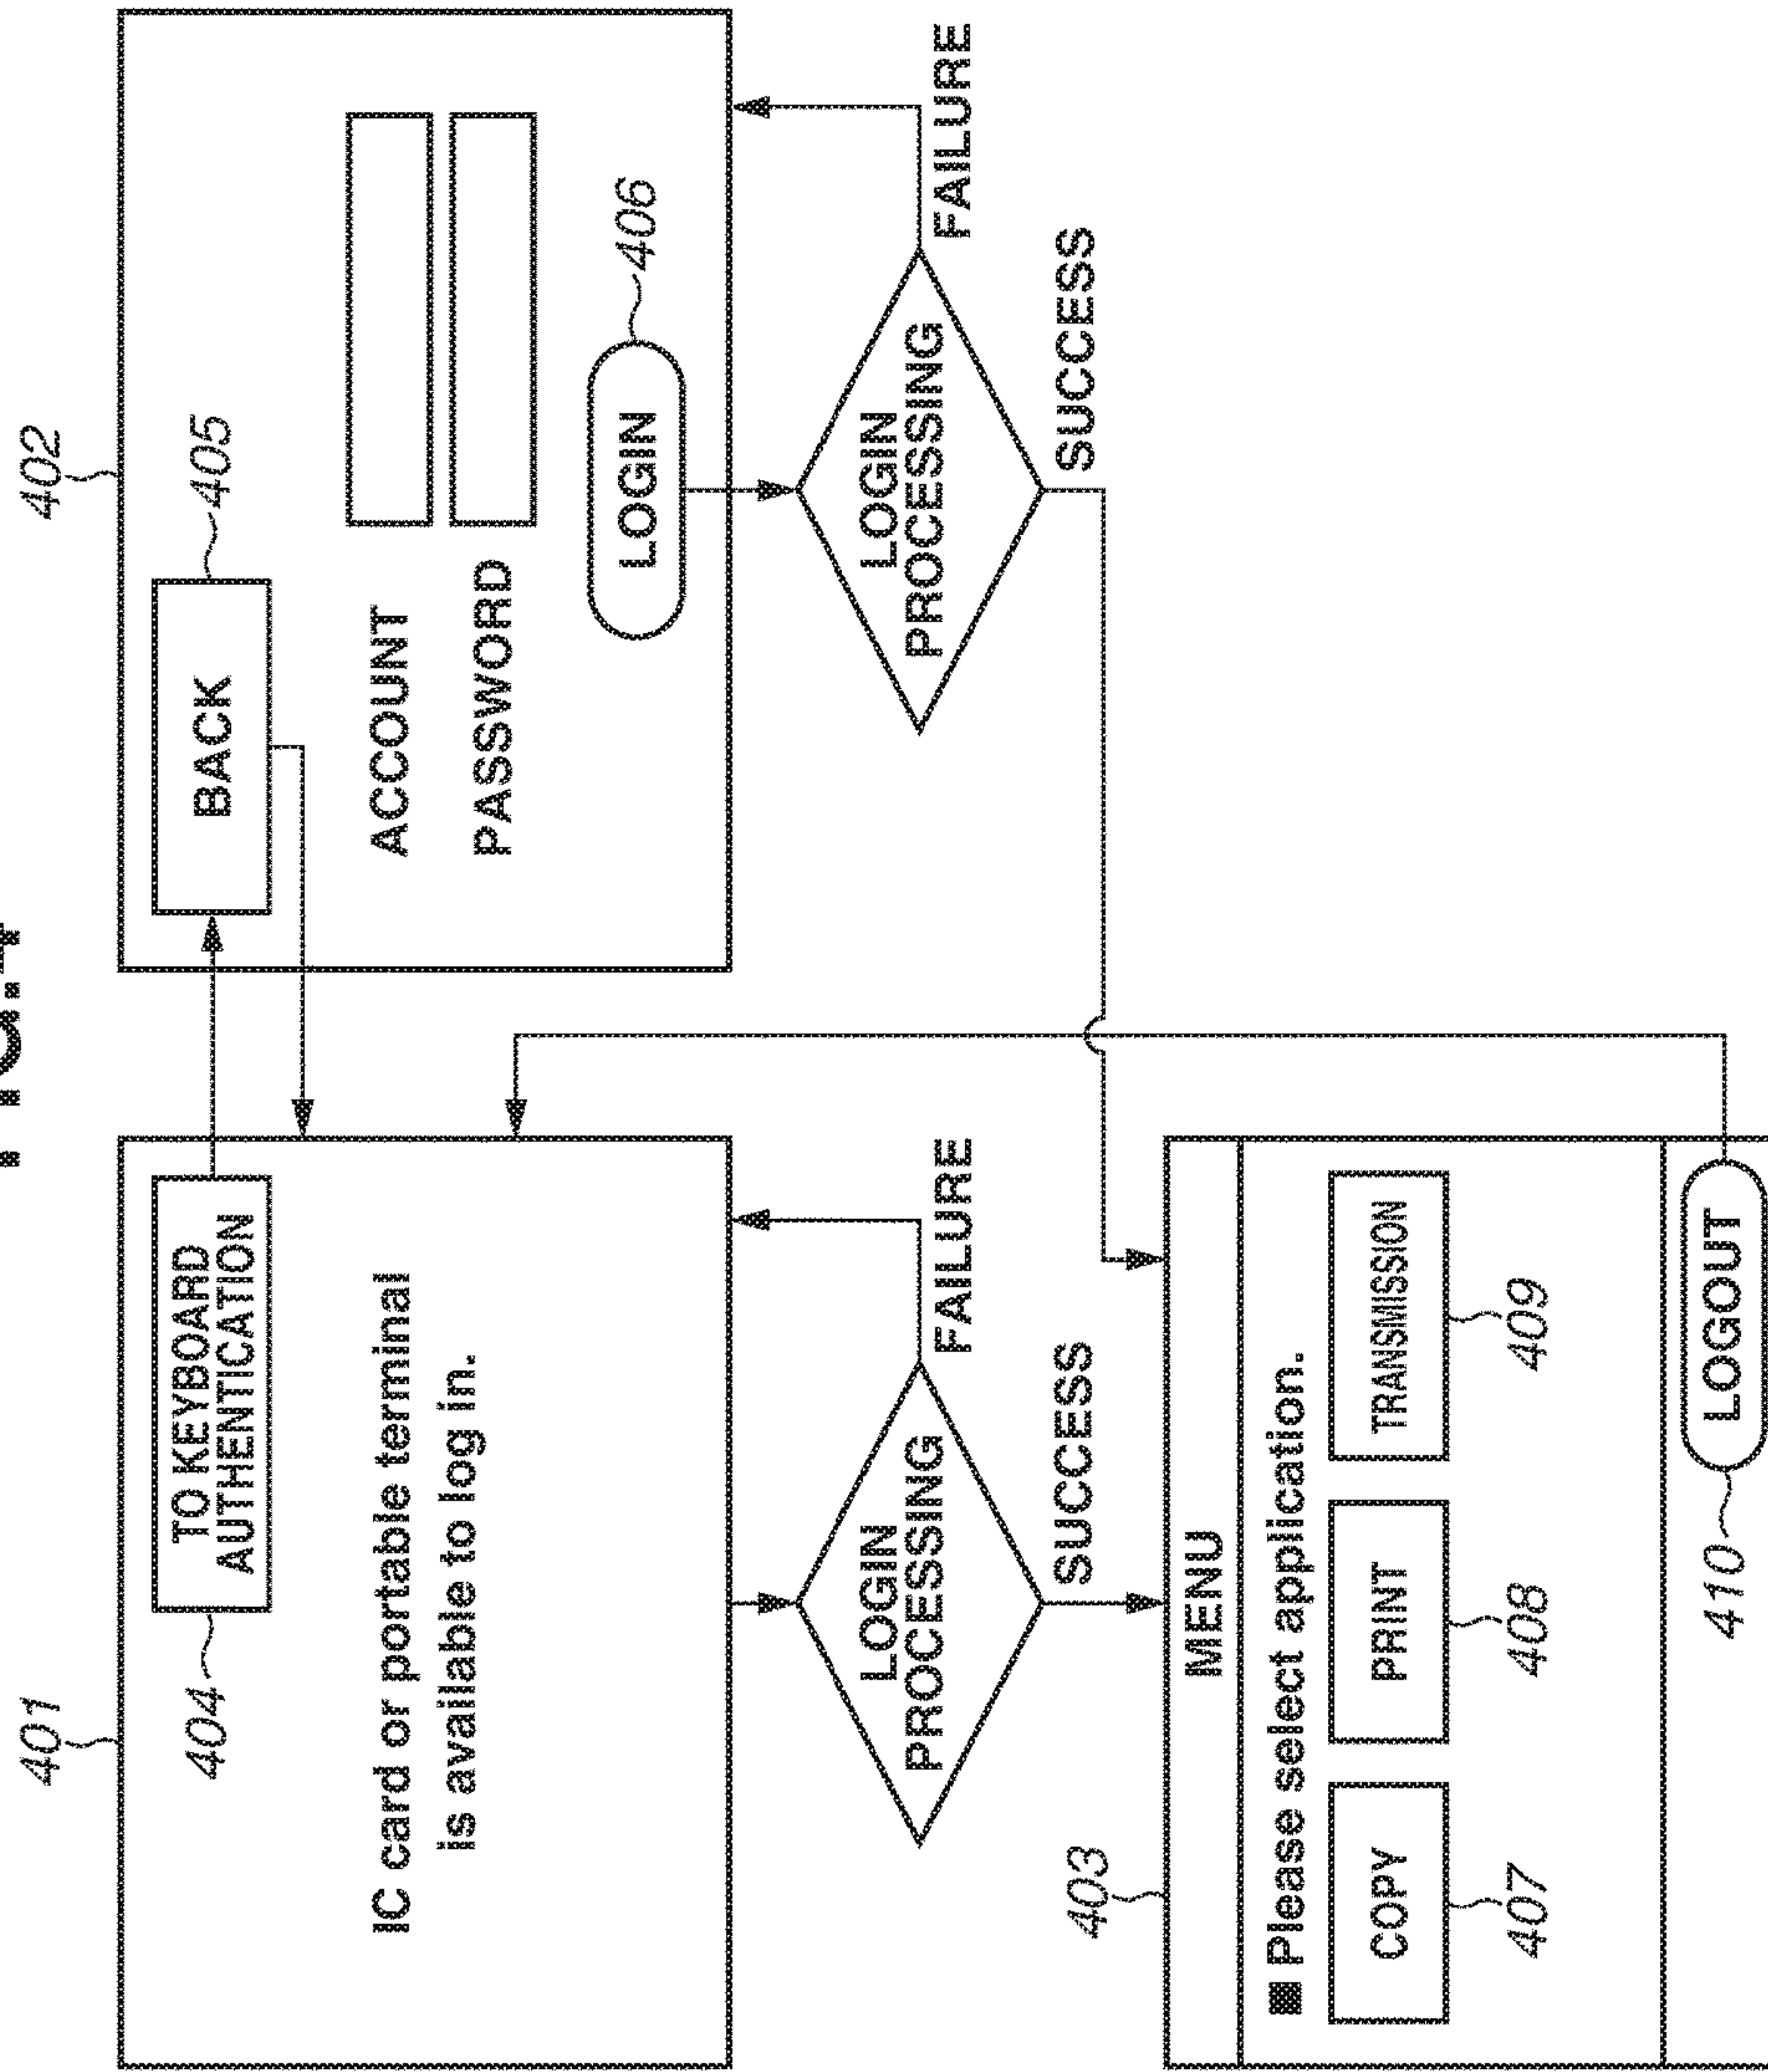 FIG.4
401
TO KEYBOARD
AUTHENTICATION
404
IC card or portable terminal
is available to log in.
LOGIN
PROCESSING
FAILURE
SUCCESS
402
BACK
405
ACCOUNT
PASSWORD
LOGIN
406
LOGIN
PROCESSING
FAILURE
SUCCESS
403
MENU
■ Please select application.
COPY
PRINT
TRANSMISSION
407
408
409
410
LOGOUT